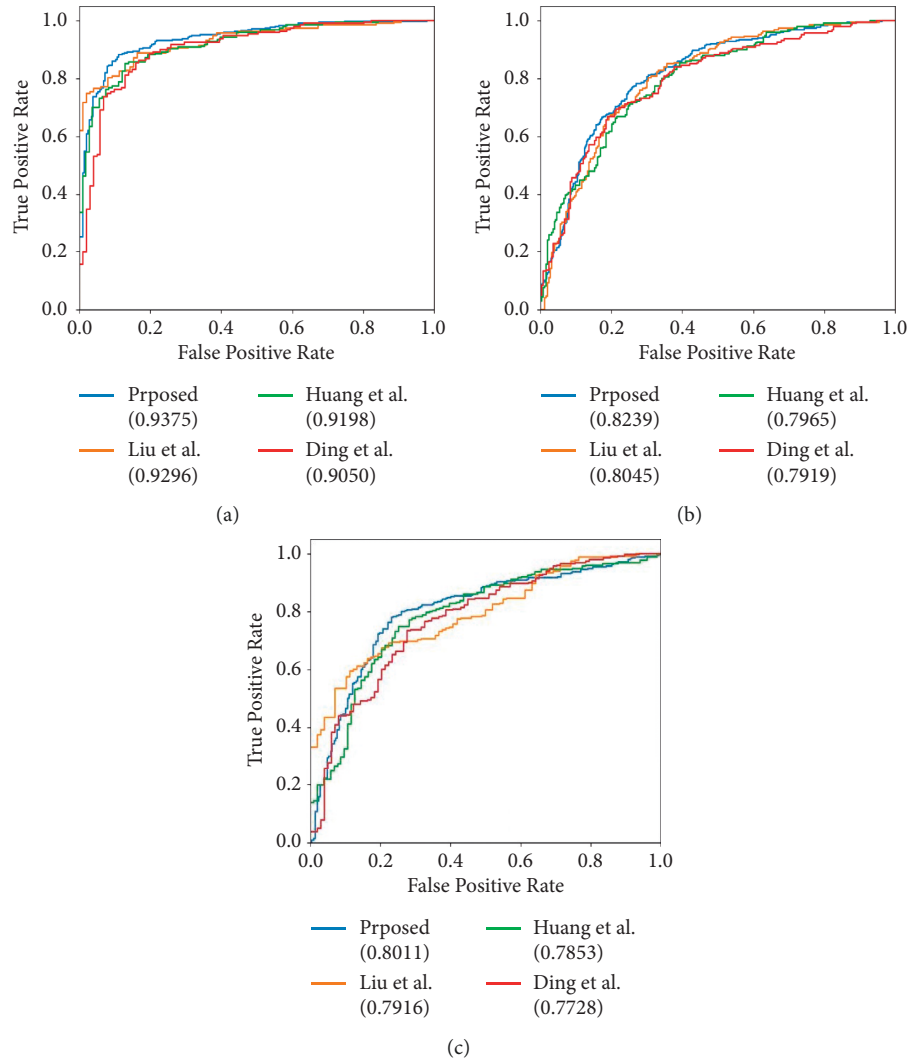 1.0
0.8
0.6
0.4
0.2
0.0
True Positive Rate
0.0 0.2 0.4 0.6 0.8 1.0
False Positive Rate
Prposed
(0.9375)
Huang et al.
(0.9198)
Liu et al.
(0.9296)
Ding et al.
(0.9050)
(a)
1.0
0.8
0.6
0.4
0.2
0.0
True Positive Rate
0.0 0.2 0.4 0.6 0.8 1.0
False Positive Rate
Prposed
(0.8239)
Huang et al.
(0.7965)
Liu et al.
(0.8045)
Ding et al.
(0.7919)
(b)
1.0
0.8
0.6
0.4
0.2
0.0
True Positive Rate
0.0 0.2 0.4 0.6 0.8 1.0
False Positive Rate
Prposed
(0.8011)
Huang et al.
(0.7853)
Liu et al.
(0.7916)
Ding et al.
(0.7728)
(c)